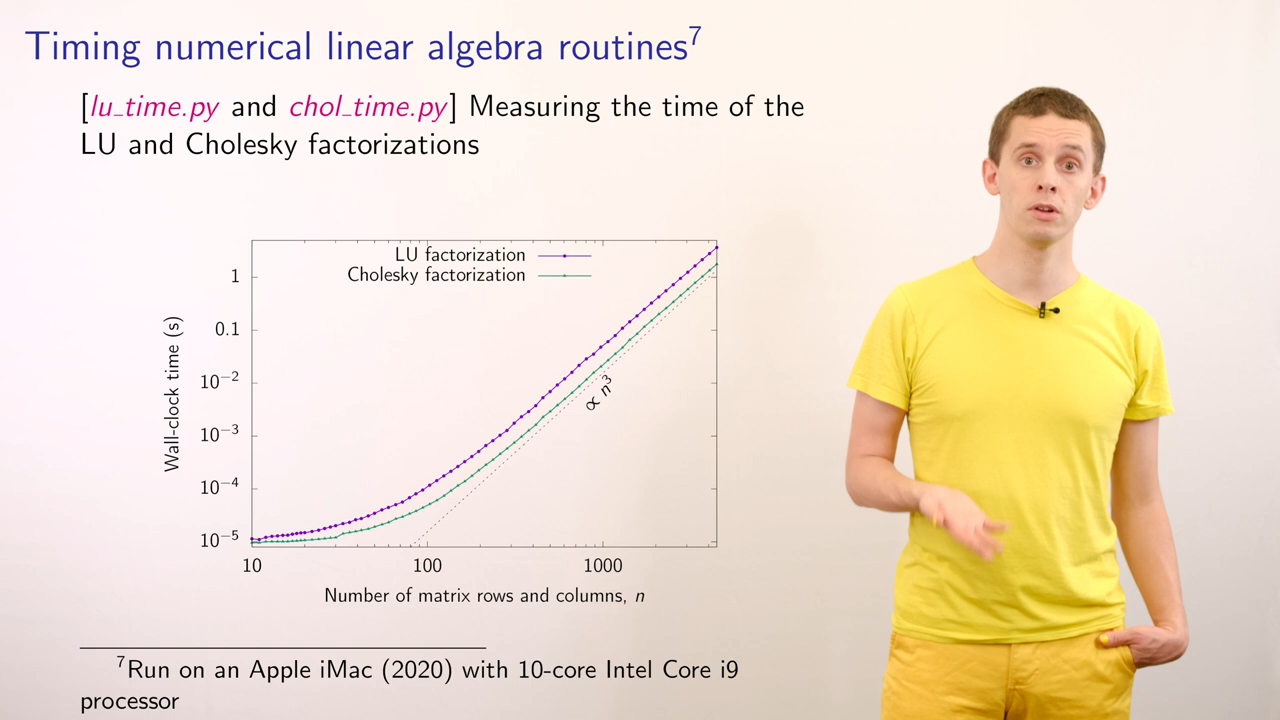 Timing numerical linear algebra routines⁷
[lu_time.py and chol_time.py] Measuring the time of the
LU and Cholesky factorizations
LU factorization
Cholesky factorization
Wall-clock time (s)
1
0.1
10⁻²
10⁻³
10⁻⁴
10⁻⁵
∝ n³
10
100
1000
Number of matrix rows and columns, n
⁷Run on an Apple iMac (2020) with 10-core Intel Core i9
processor